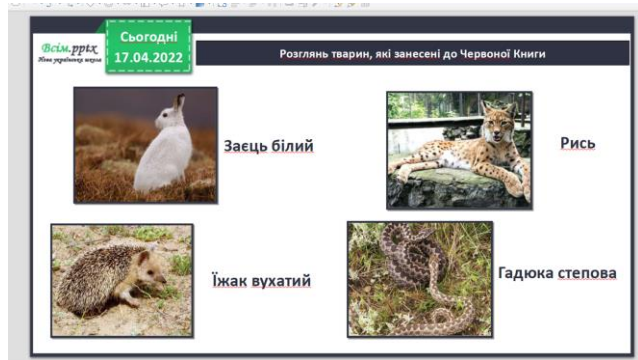 Всім.pptx
Нова українська школа
Сьогодні
17.04.2022
Розглянь тварин, які занесені до Червоної Книги
Заєць білий
Рись
Їжак вухатий
Гадюка степова